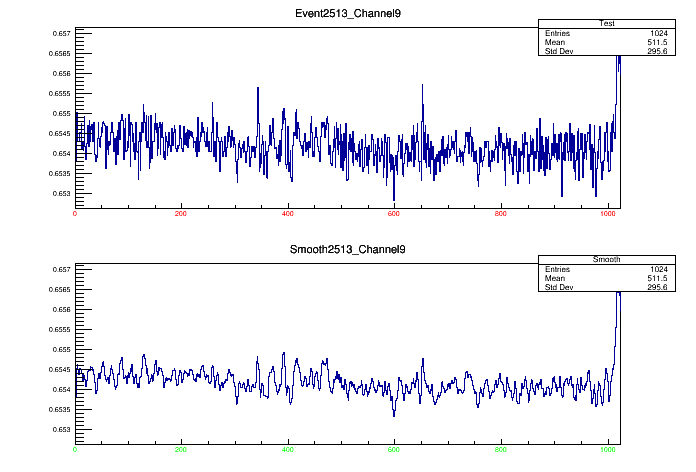 Event2513_Channel9
Test
Entries 1024
Mean 511.5
Std Dev 295.6
0.657
0.6565
0.656
0.6555
0.655
0.6545
0.654
0.6535
0.653
0 200 400 600 800 1000
Smooth2513_Channel9
Smooth
Entries 1024
Mean 511.5
Std Dev 295.6
0.657
0.6565
0.656
0.6555
0.655
0.6545
0.654
0.6535
0.653
0 200 400 600 800 1000